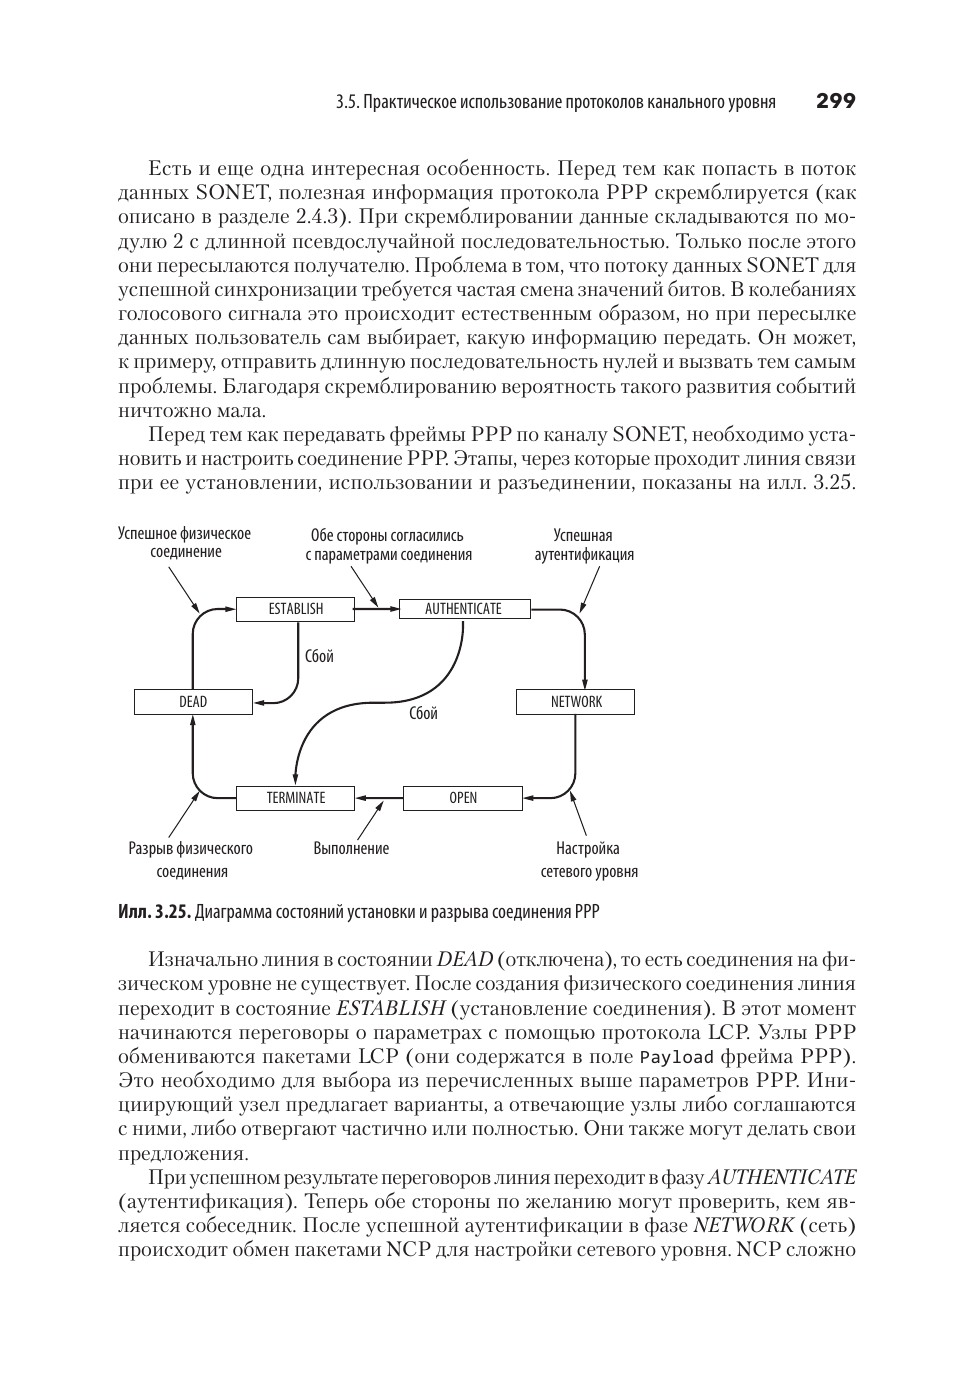 3.5. Практическое использование протоколов канального уровня 299
Есть и еще одна интересная особенность. Перед тем как попасть в поток
данных SONET, полезная информация протокола PPP скремблируется (как
описано в разделе 2.4.3). При скремблировании данные складываются по мо-
дулю 2 с длинной псевдослучайной последовательностью. Только после этого
они пересылаются получателю. Проблема в том, что потоку данных SONET для
успешной синхронизации требуется частая смена значений битов. В колебаниях
голосового сигнала это происходит естественным образом, но при пересылке
данных пользователь сам выбирает, какую информацию передать. Он может,
к примеру, отправить длинную последовательность нулей и вызвать тем самым
проблемы. Благодаря скремблированию вероятность такого развития событий
ничтожно мала.
Перед тем как передавать фреймы PPP по каналу SONET, необходимо уста-
новить и настроить соединение PPP. Этапы, через которые проходит линия связи
при ее установлении, использовании и разъединении, показаны на илл. 3.25.
Успешное физическое
соединение
Обе стороны согласились
с параметрами соединения
Успешная
аутентификация
ESTABLISH
AUTHENTICATE
Сбой
DEAD
Сбой
NETWORK
TERMINATE
OPEN
Разрыв физического
соединения
Выполнение
Настройка
сетевого уровня
Илл. 3.25. Диаграмма состояний установки и разрыва соединения PPP
Изначально линия в состоянии DEAD (отключена), то есть соединения на фи-
зическом уровне не существует. После создания физического соединения линия
переходит в состояние ESTABLISH (установление соединения). В этот момент
начинаются переговоры о параметрах с помощью протокола LCP. Узлы PPP
обмениваются пакетами LCP (они содержатся в поле Payload фрейма PPP).
Это необходимо для выбора из перечисленных выше параметров PPP. Ини-
циирующий узел предлагает варианты, а отвечающие узлы либо соглашаются
с ними, либо отвергают частично или полностью. Они также могут делать свои
предложения.
При успешном результате переговоров линия переходит в фазу AUTHENTICATE
(аутентификация). Теперь обе стороны по желанию могут проверить, кем яв-
ляется собеседник. После успешной аутентификации в фазе NETWORK (сеть)
происходит обмен пакетами NCP для настройки сетевого уровня. NCP сложно